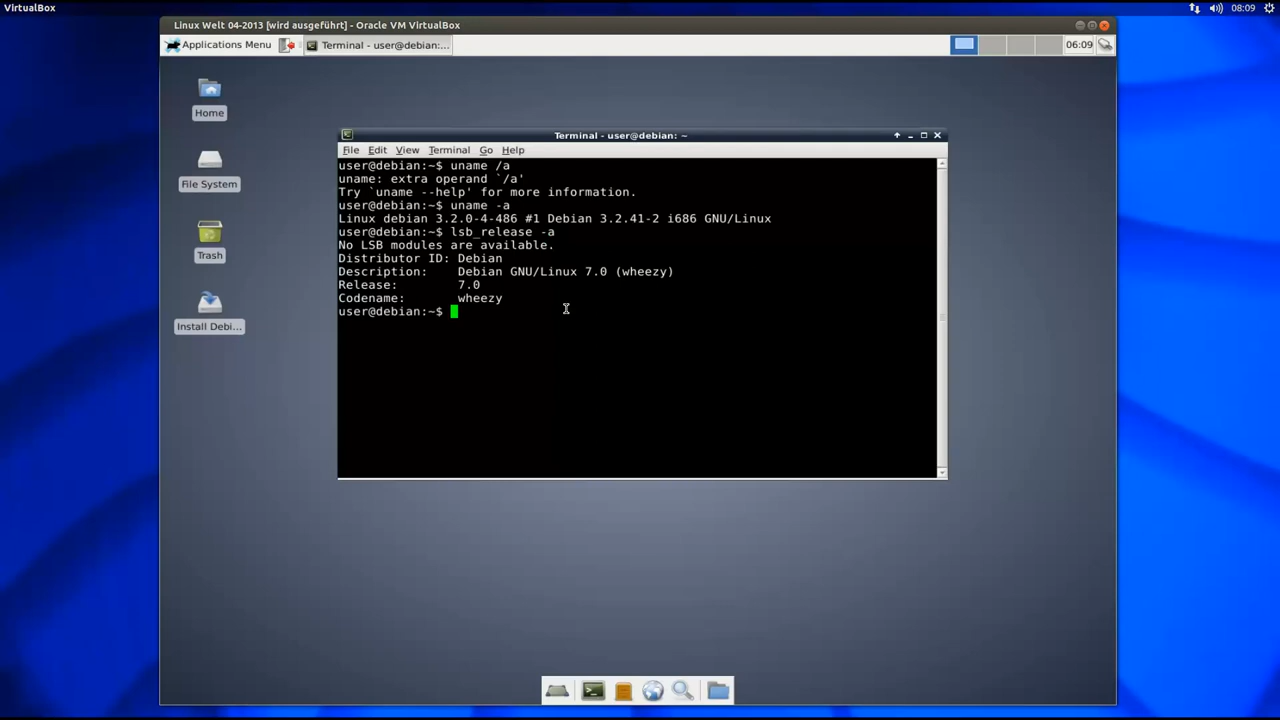 VirtualBox
08:09
Linux Welt 04-2013 [wird ausgeführt] - Oracle VM VirtualBox
Applications Menu
Terminal - user@debian:...
06:09
Home
File System
Trash
Install Debi...
Terminal - user@debian: ~
File Edit View Terminal Go Help
user@debian:~$ uname /a
uname: extra operand `/a'
Try `uname --help' for more information.
user@debian:~$ uname -a
Linux debian 3.2.0-4-486 #1 Debian 3.2.41-2 i686 GNU/Linux
user@debian:~$ lsb_release -a
No LSB modules are available.
Distributor ID: Debian
Description:    Debian GNU/Linux 7.0 (wheezy)
Release:        7.0
Codename:       wheezy
user@debian:~$